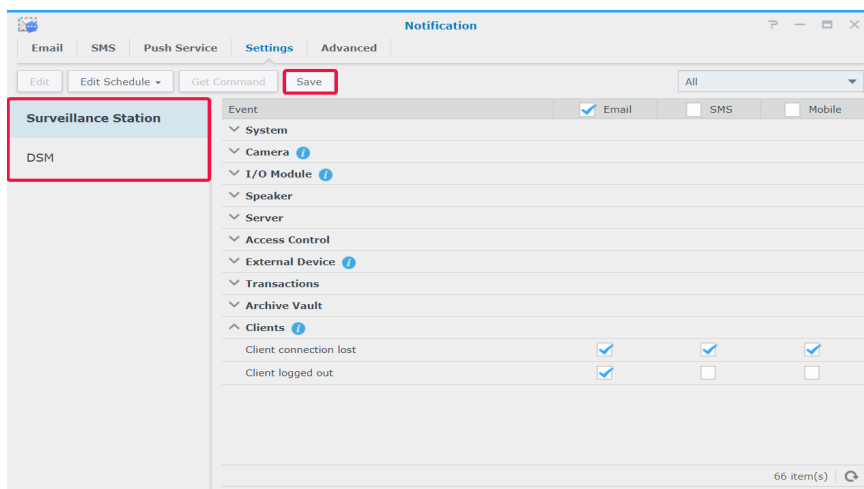 Notification
Email SMS Push Service Settings Advanced
Edit Edit Schedule Get Command Save All
Surveillance Station
DSM
Event Email SMS Mobile
System
Camera i
I/O Module i
Speaker
Server
Access Control
External Device i
Transactions
Archive Vault
Clients i
Client connection lost
Client logged out
66 item(s)